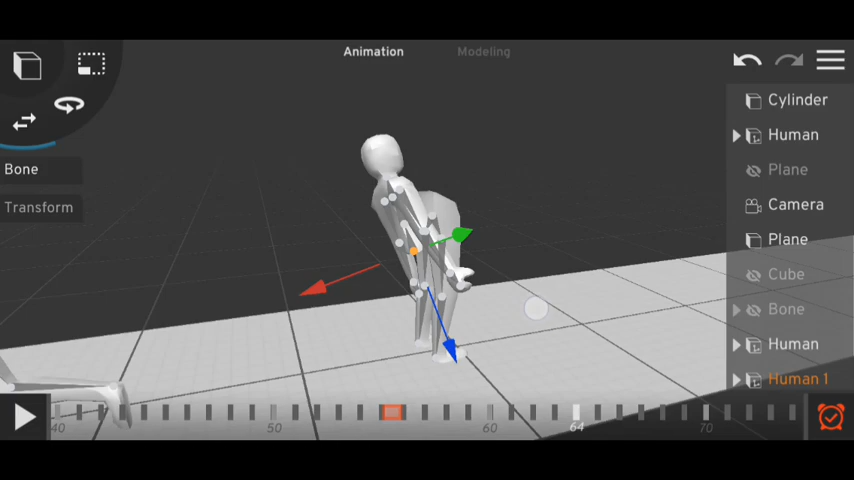 Animation
Modeling
Cylinder
Human
Bone
Plane
Transform
Camera
Plane
Cube
Bone
Human
Human 1
40
50
60
64
70